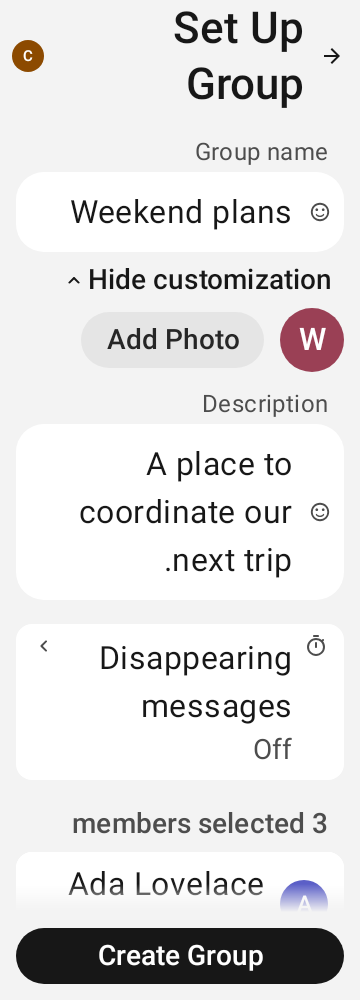 C
Set Up
Group
Group name
Weekend plans
Hide customization
Add Photo
W
Description
A place to
coordinate our
.next trip
Disappearing
messages
Off
members selected 3
Ada Lovelace
A
Create Group